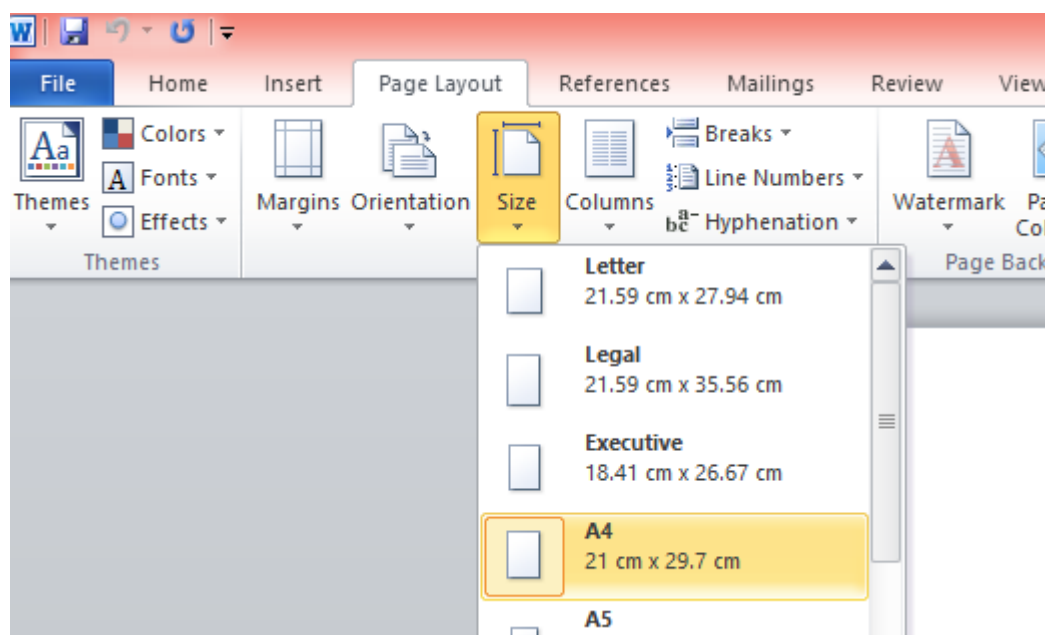 W
File Home Insert Page Layout References Mailings Review View
Aa Colors Breaks
A Fonts Line Numbers
Themes Margins Orientation Size Columns Watermark
Effects Hyphenation
Themes
Letter
21.59 cm x 27.94 cm
Legal
21.59 cm x 35.56 cm
Executive
18.41 cm x 26.67 cm
A4
21 cm x 29.7 cm
A5